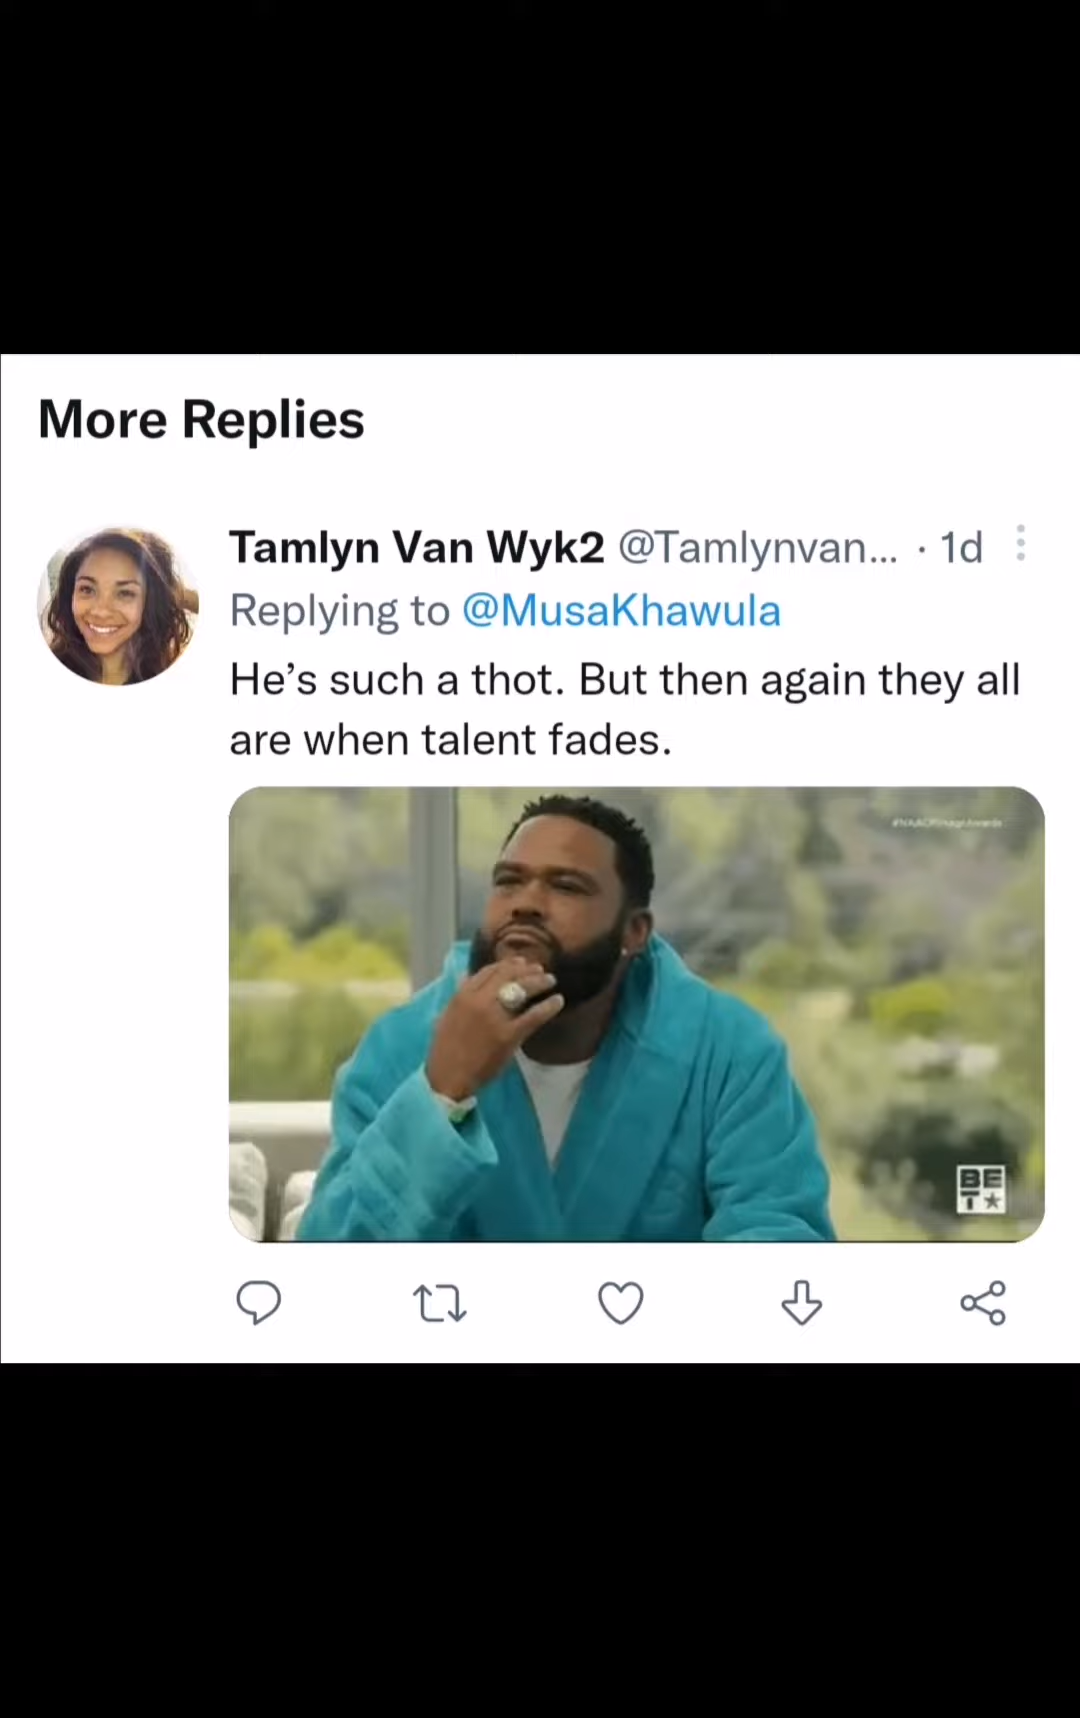 More Replies
Tamlyn Van Wyk2 @Tamlynvan... · 1d
Replying to @MusaKhawula
He’s such a thot. But then again they all
are when talent fades.
BE
T★